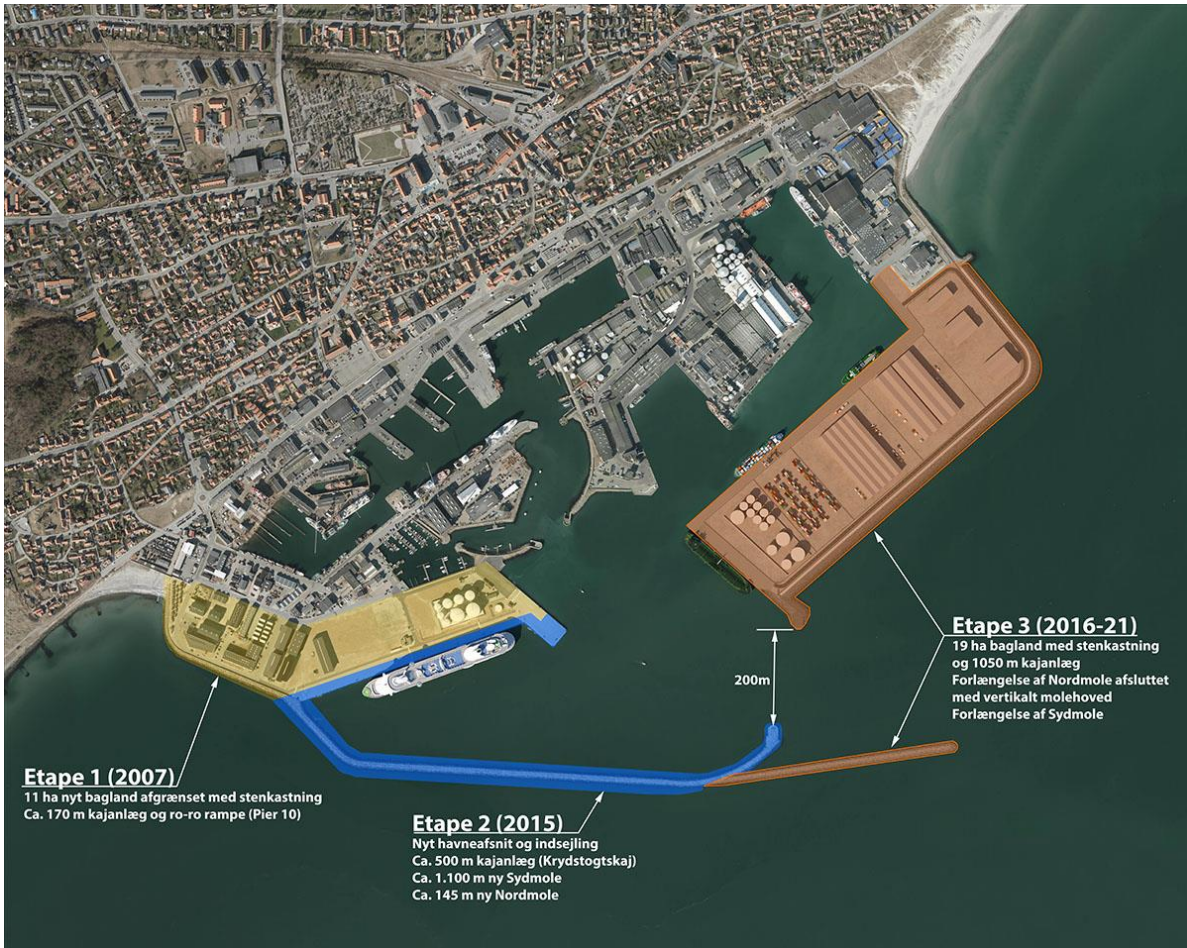 200m
Etape 3 (2016-21)
19 ha bagland med stenkastning
og 1050 m kajanlæg
Forlængelse af Nordmole afsluttet
med vertikalt molehoved
Forlængelse af Sydmole
Etape 1 (2007)
11 ha nyt bagland afgrænset med stenkastning
Ca. 170 m kajanlæg og ro-ro rampe (Pier 10)
Etape 2 (2015)
Nyt havneafsnit og indsejling
Ca. 500 m kajanlæg (Krydstogtskaj)
Ca. 1.100 m ny Sydmole
Ca. 145 m ny Nordmole